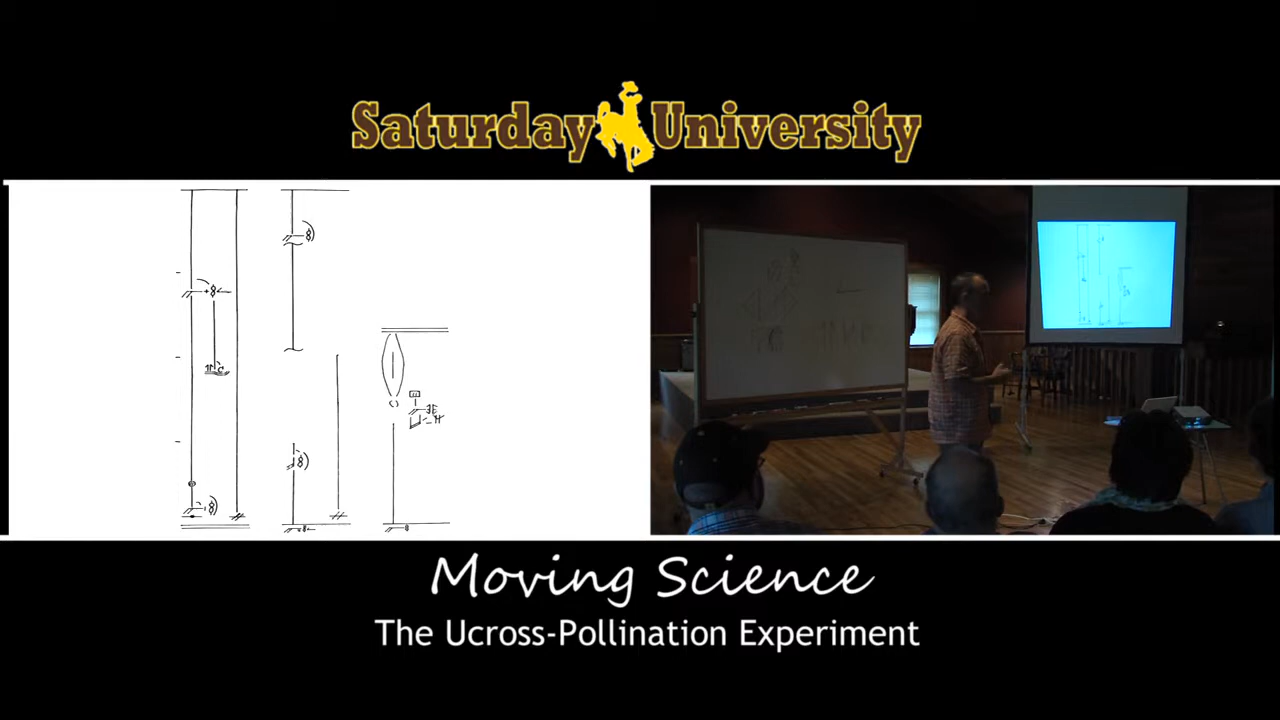 Saturday University
Moving Science
The Ucross-Pollination Experiment